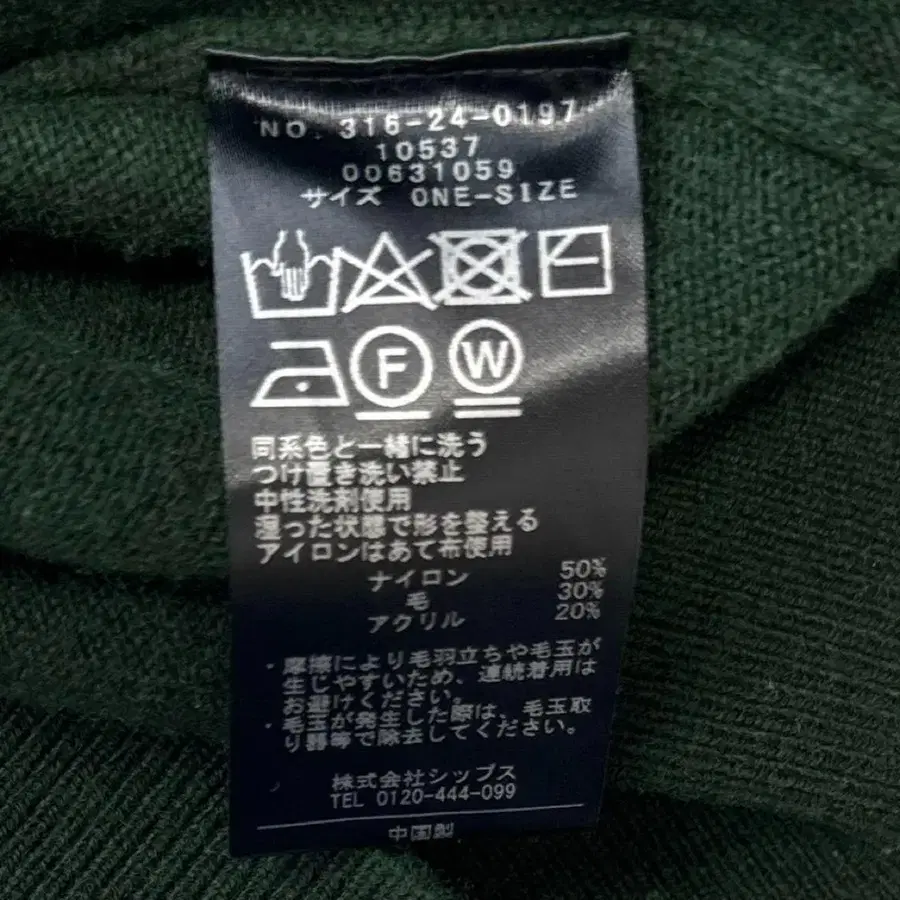 NO. 316-24-0197
10537
00631059
サイズ ONE-SIZE
F W
同系色と一緒に洗う
つけ置き洗い禁止
中性洗剤使用
湿った状態で形を整える
アイロンはあて布使用
ナイロン 50%
毛 30%
アクリル 20%
・摩擦により毛羽立ちや毛玉が
生じやすいため、連続着用は
お避けください。
・毛玉が発生した際は、毛玉取
り器等で除去してください。
株式会社シップス
TEL 0120-444-099
中国製